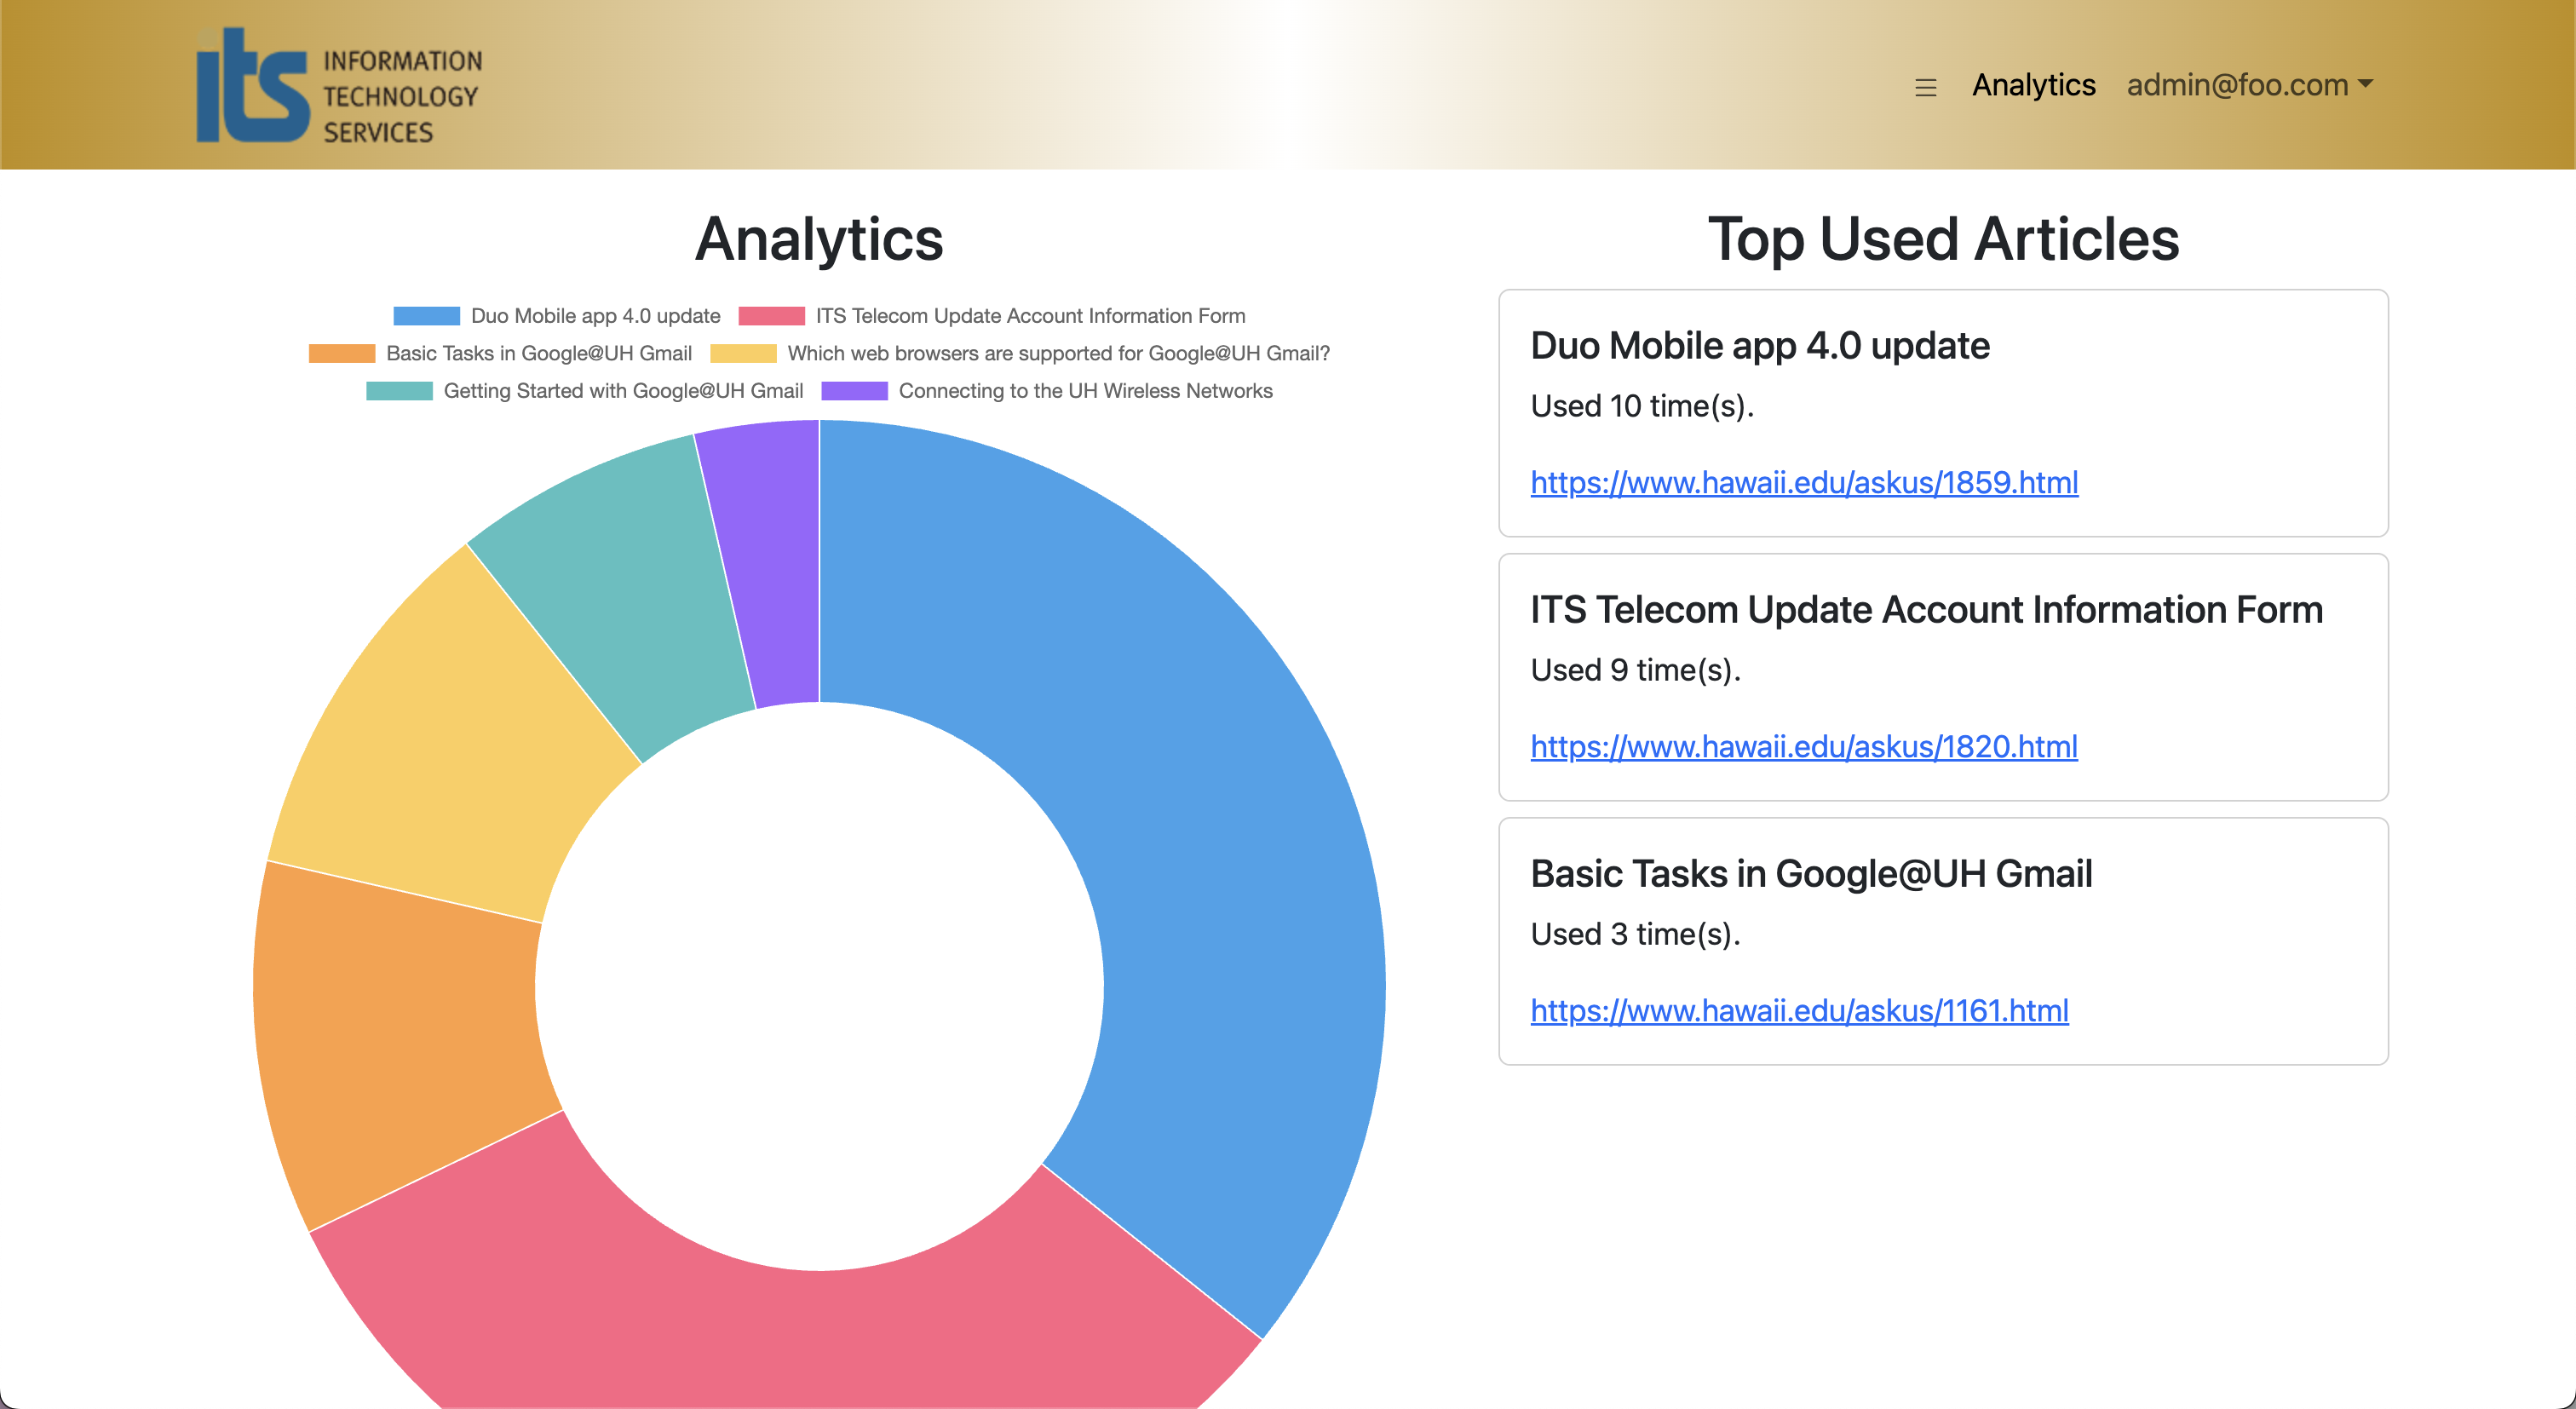 its INFORMATION
TECHNOLOGY
SERVICES
Analytics admin@foo.com
Analytics
Duo Mobile app 4.0 update ITS Telecom Update Account Information Form
Basic Tasks in Google@UH Gmail Which web browsers are supported for Google@UH Gmail?
Getting Started with Google@UH Gmail Connecting to the UH Wireless Networks
Top Used Articles
Duo Mobile app 4.0 update
Used 10 time(s).
https://www.hawaii.edu/askus/1859.html
ITS Telecom Update Account Information Form
Used 9 time(s).
https://www.hawaii.edu/askus/1820.html
Basic Tasks in Google@UH Gmail
Used 3 time(s).
https://www.hawaii.edu/askus/1161.html